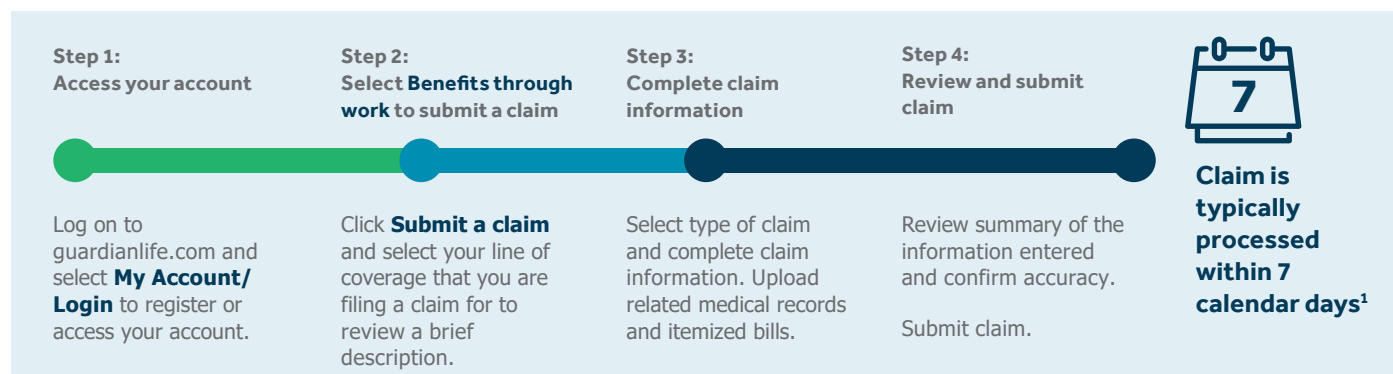 Step 1:
Access your account
Step 2:
Select Benefits through
work to submit a claim
Step 3:
Complete claim
information
Step 4:
Review and submit
claim
7
Log on to
guardianlife.com and
select My Account/
Login to register or
access your account.
Click Submit a claim
and select your line of
coverage that you are
filing a claim for to
review a brief
description.
Select type of claim
and complete claim
information. Upload
related medical records
and itemized bills.
Review summary of the
information entered
and confirm accuracy.
Submit claim.
Claim is
typically
processed
within 7
calendar days¹